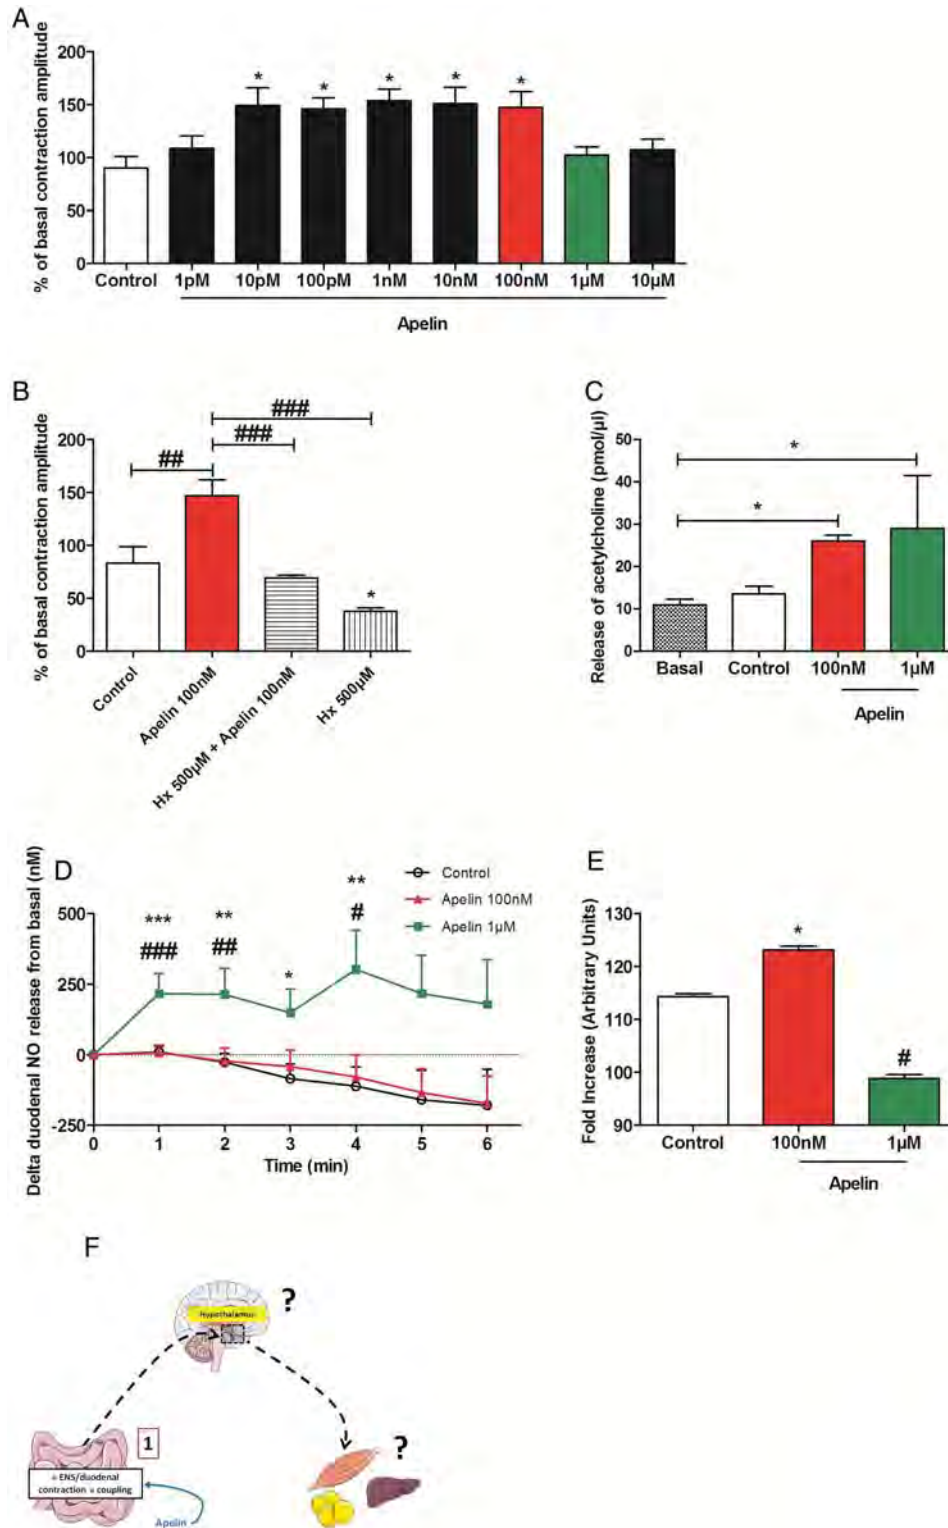 A
% of basal contraction amplitude
200
150
100
50
0
* * * * *
Control 1pM 10pM 100pM 1nM 10nM 100nM 1µM 10µM
Apelin
B
% of basal contraction amplitude
200
150
100
50
0
###
###
##
*
Control
Apelin 100nM
Hx 500µM + Apelin 100nM
Hx 500µM
C
Release of acetylcholine (pmol/µl)
50
40
30
20
10
0
*
*
Basal Control 100nM 1µM
Apelin
D
Delta duodenal NO release from basal (nM)
500
250
0
-250
Control
Apelin 100nM
Apelin 1µM
*** ** * **
### ## #
0 1 2 3 4 5 6
Time (min)
E
Fold Increase (Arbitrary Units)
130
120
110
100
90
*
#
Control 100nM 1µM
Apelin
F
Hypothalamus
?
1
ENS/duodenal
contraction coupling
Apelin
?